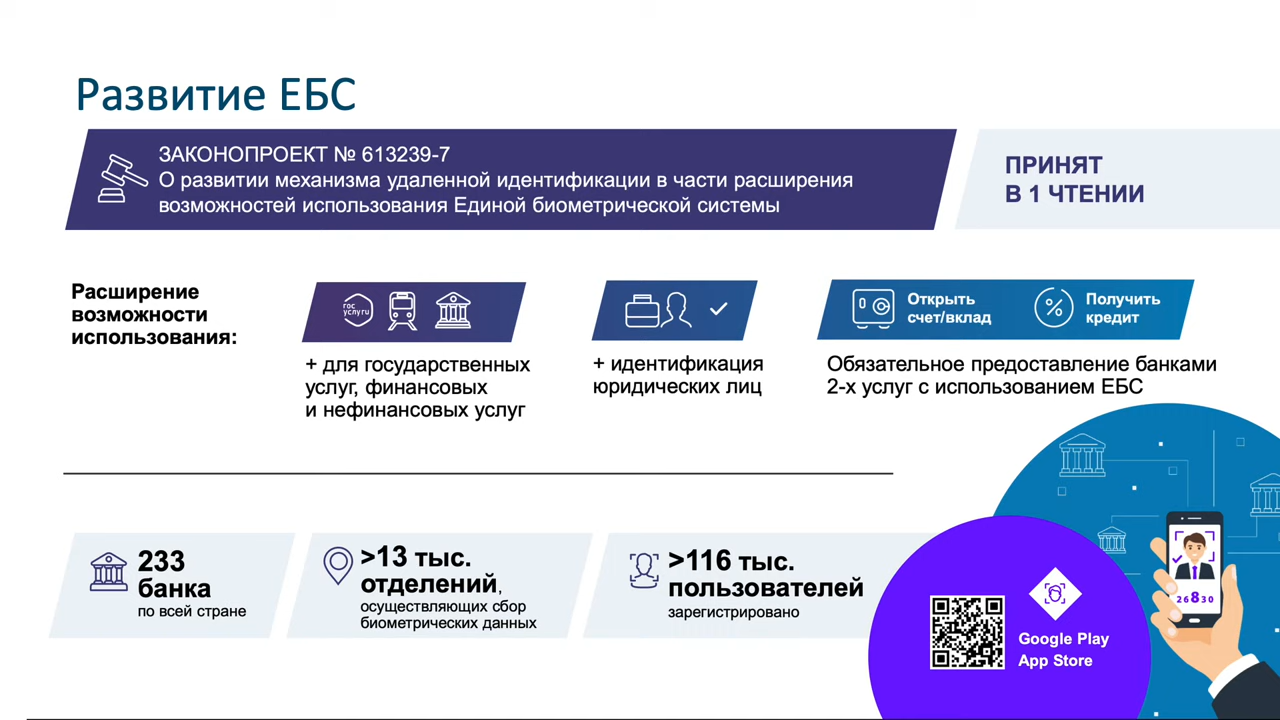 Развитие ЕБС
ЗАКОНОПРОЕКТ № 613239-7
О развитии механизма удаленной идентификации в части расширения
возможностей использования Единой биометрической системы
ПРИНЯТ
В 1 ЧТЕНИИ
Расширение
возможности
использования:
гос
услуги
+ для государственных
услуг, финансовых
и нефинансовых услуг
+ идентификация
юридических лиц
Открыть
счет/вклад
%
Получить
кредит
Обязательное предоставление банками
2-х услуг с использованием ЕБС
233
банка
по всей стране
>13 тыс.
отделений,
осуществляющих сбор
биометрических данных
>116 тыс.
пользователей
зарегистрировано
Google Play
App Store
26830